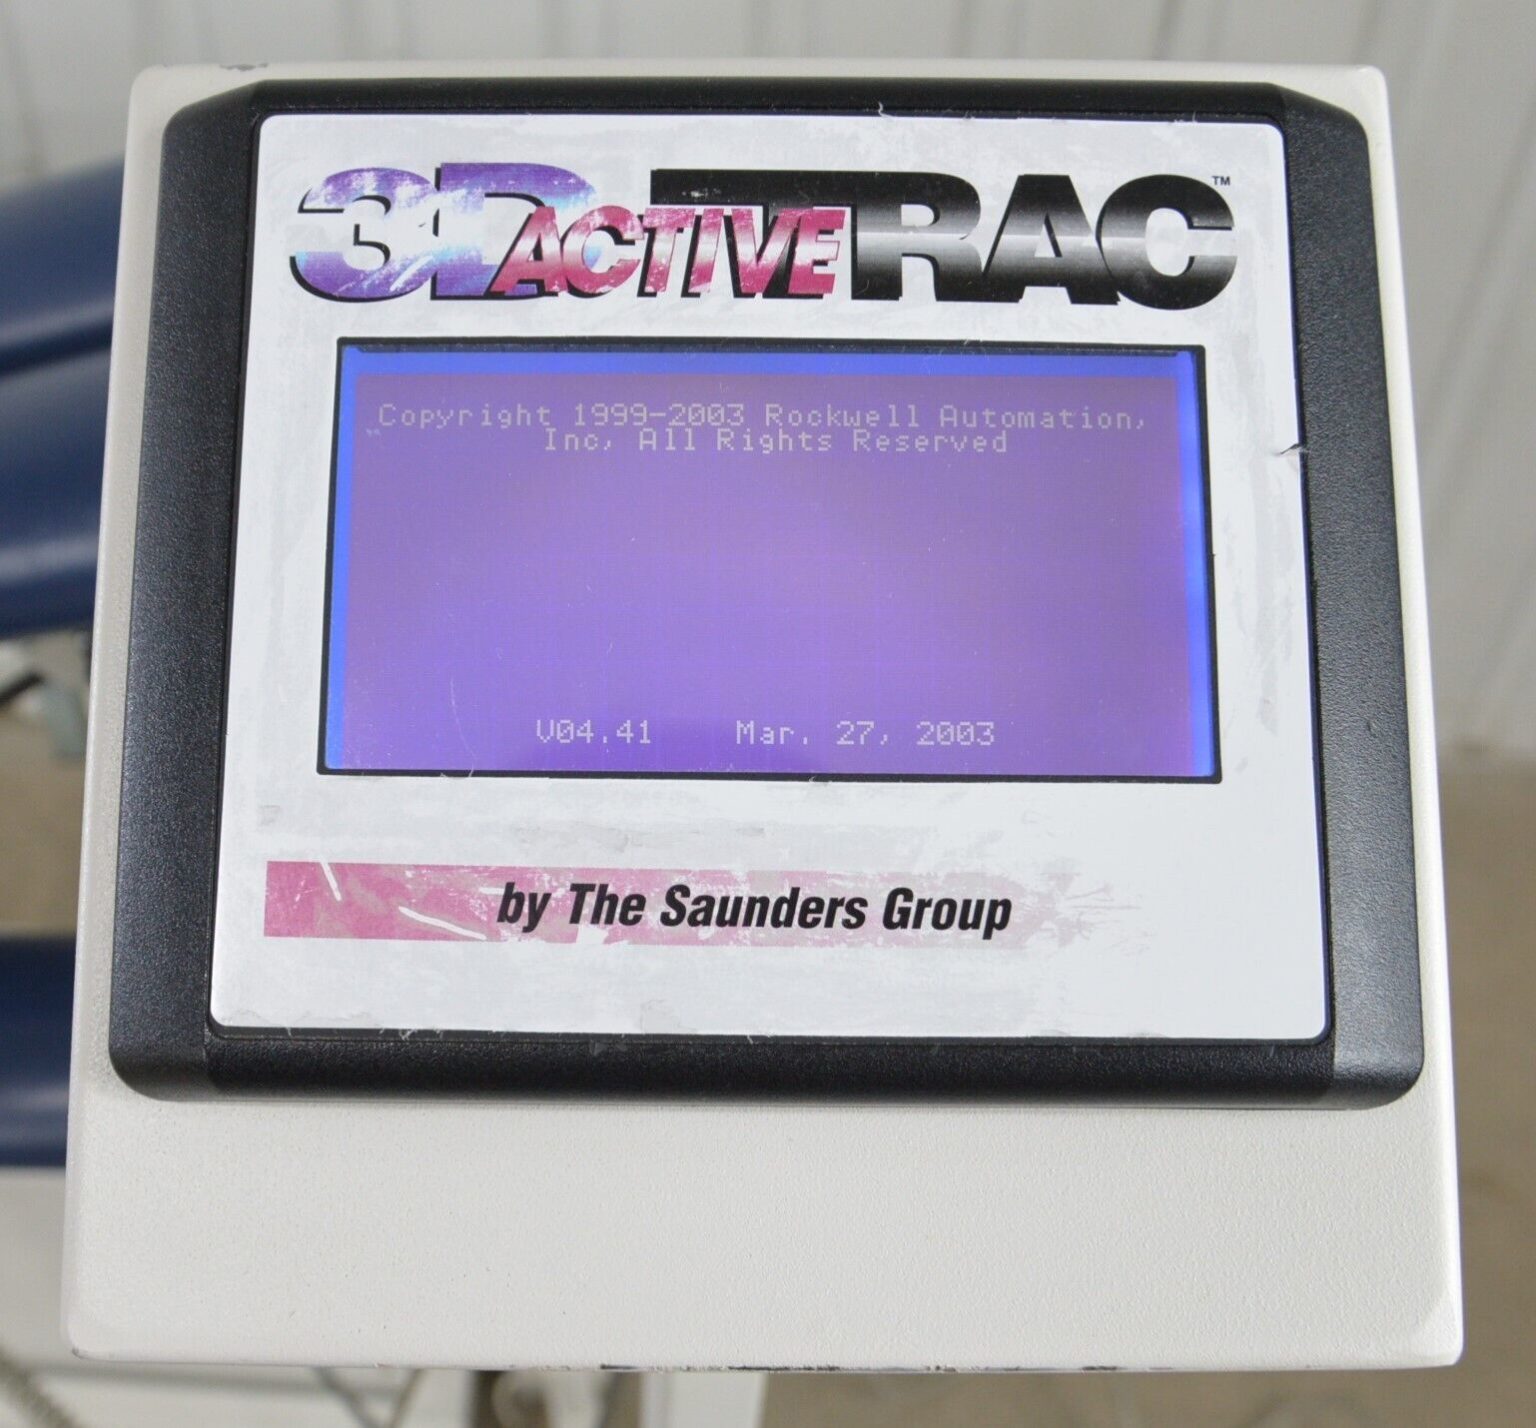 3D ACTIVE TRAC™
Copyright 1999-2003 Rockwell Automation,
Inc, All Rights Reserved
V04.41 Mar. 27, 2003
by The Saunders Group